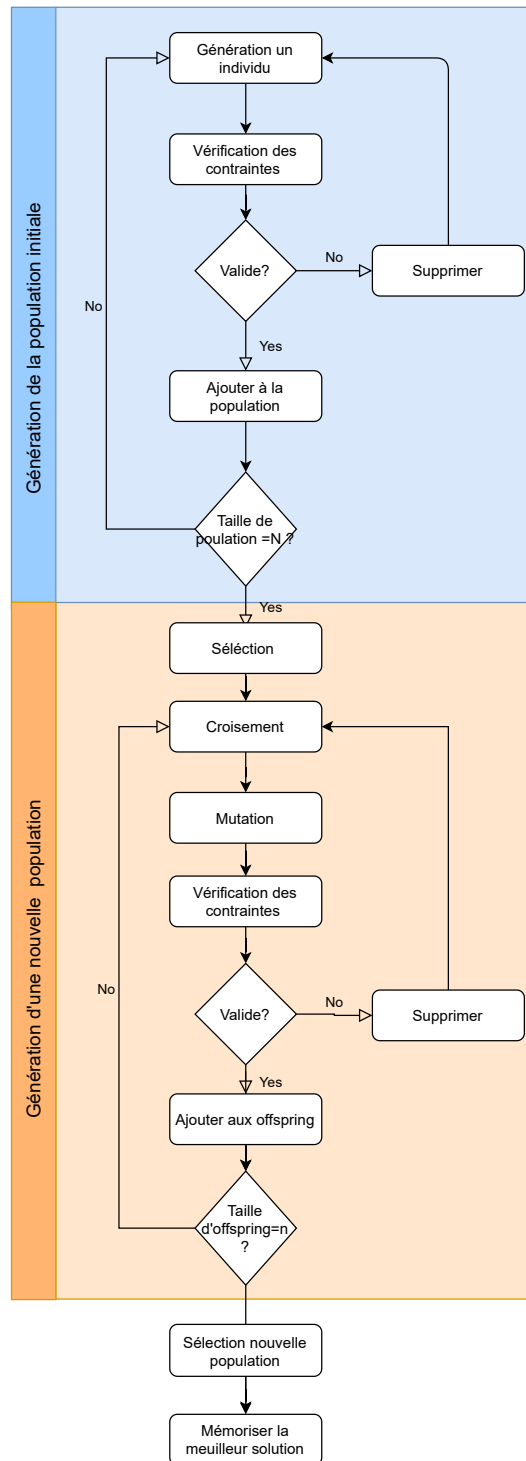 Génération de la population initiale
Génération un
individu
Vérification des
contraintes
Valide?
No
Supprimer
No
Yes
Ajouter à la
population
Taille de
poulation =N ?
Yes
Génération d'une nouvelle population
Séléction
Croisement
Mutation
Vérification des
contraintes
No
Valide?
No
Supprimer
Yes
Ajouter aux offspring
Taille
d'offspring=n
?
Sélection nouvelle
population
Mémoriser la
meuilleur solution